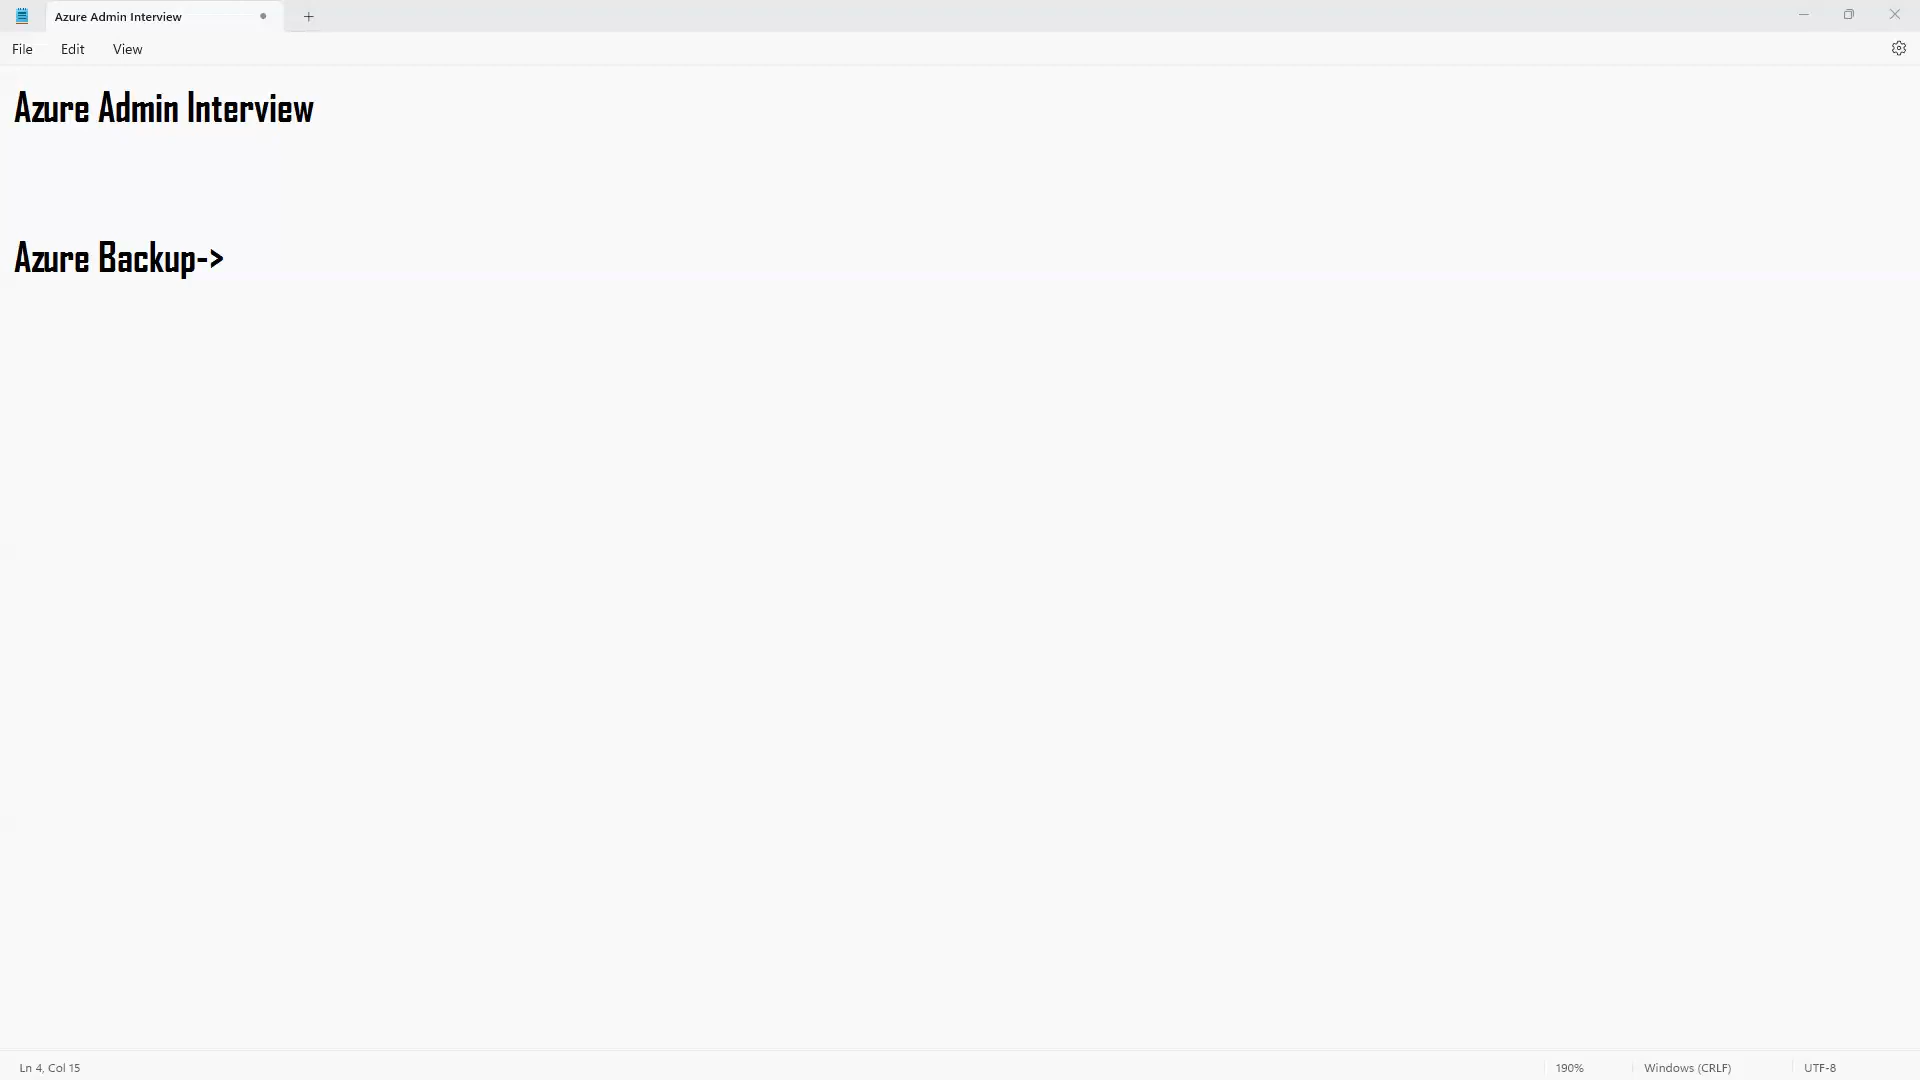 Azure Admin Interview
File Edit View
Azure Admin Interview
Azure Backup->
Ln 4, Col 15 190% Windows (CRLF) UTF-8